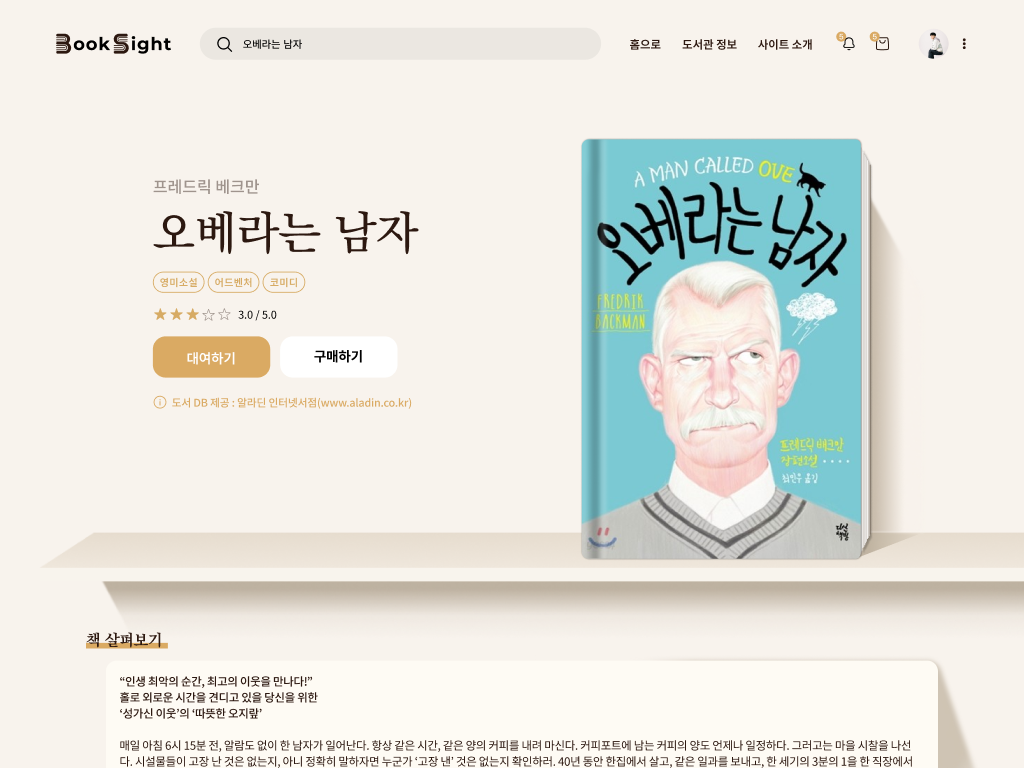 BookSight
오베라는 남자
홈으로
도서관 정보
사이트 소개
프레드릭 베크만
오베라는 남자
영미소설
어드벤처
코미디
3.0 / 5.0
대여하기
구매하기
도서 DB 제공 : 알라딘 인터넷서점(www.aladin.co.kr)
A MAN CALLED OVE
오베라는 남자
FREDRIK
BACKMAN
프레드릭 배크만
장편소설
최민우 옮김
다산
책방
책 살펴보기
“인생 최악의 순간, 최고의 이웃을 만나다!”
홀로 외로운 시간을 견디고 있을 당신을 위한
‘성가신 이웃’의 ‘따뜻한 오지랖’
매일 아침 6시 15분 전, 알람도 없이 한 남자가 일어난다. 항상 같은 시간, 같은 양의 커피를 내려 마신다. 커피포트에 남는 커피의 양도 언제나 일정하다. 그러고는 마을 시찰을 나선
다. 시설물들이 고장 난 것은 없는지, 아니 정확히 말하자면 누군가 ‘고장 낸’ 것은 없는지 확인하러. 40년 동안 한집에서 살고, 같은 일과를 보내고, 한 세기의 3분의 1을 한 직장에서